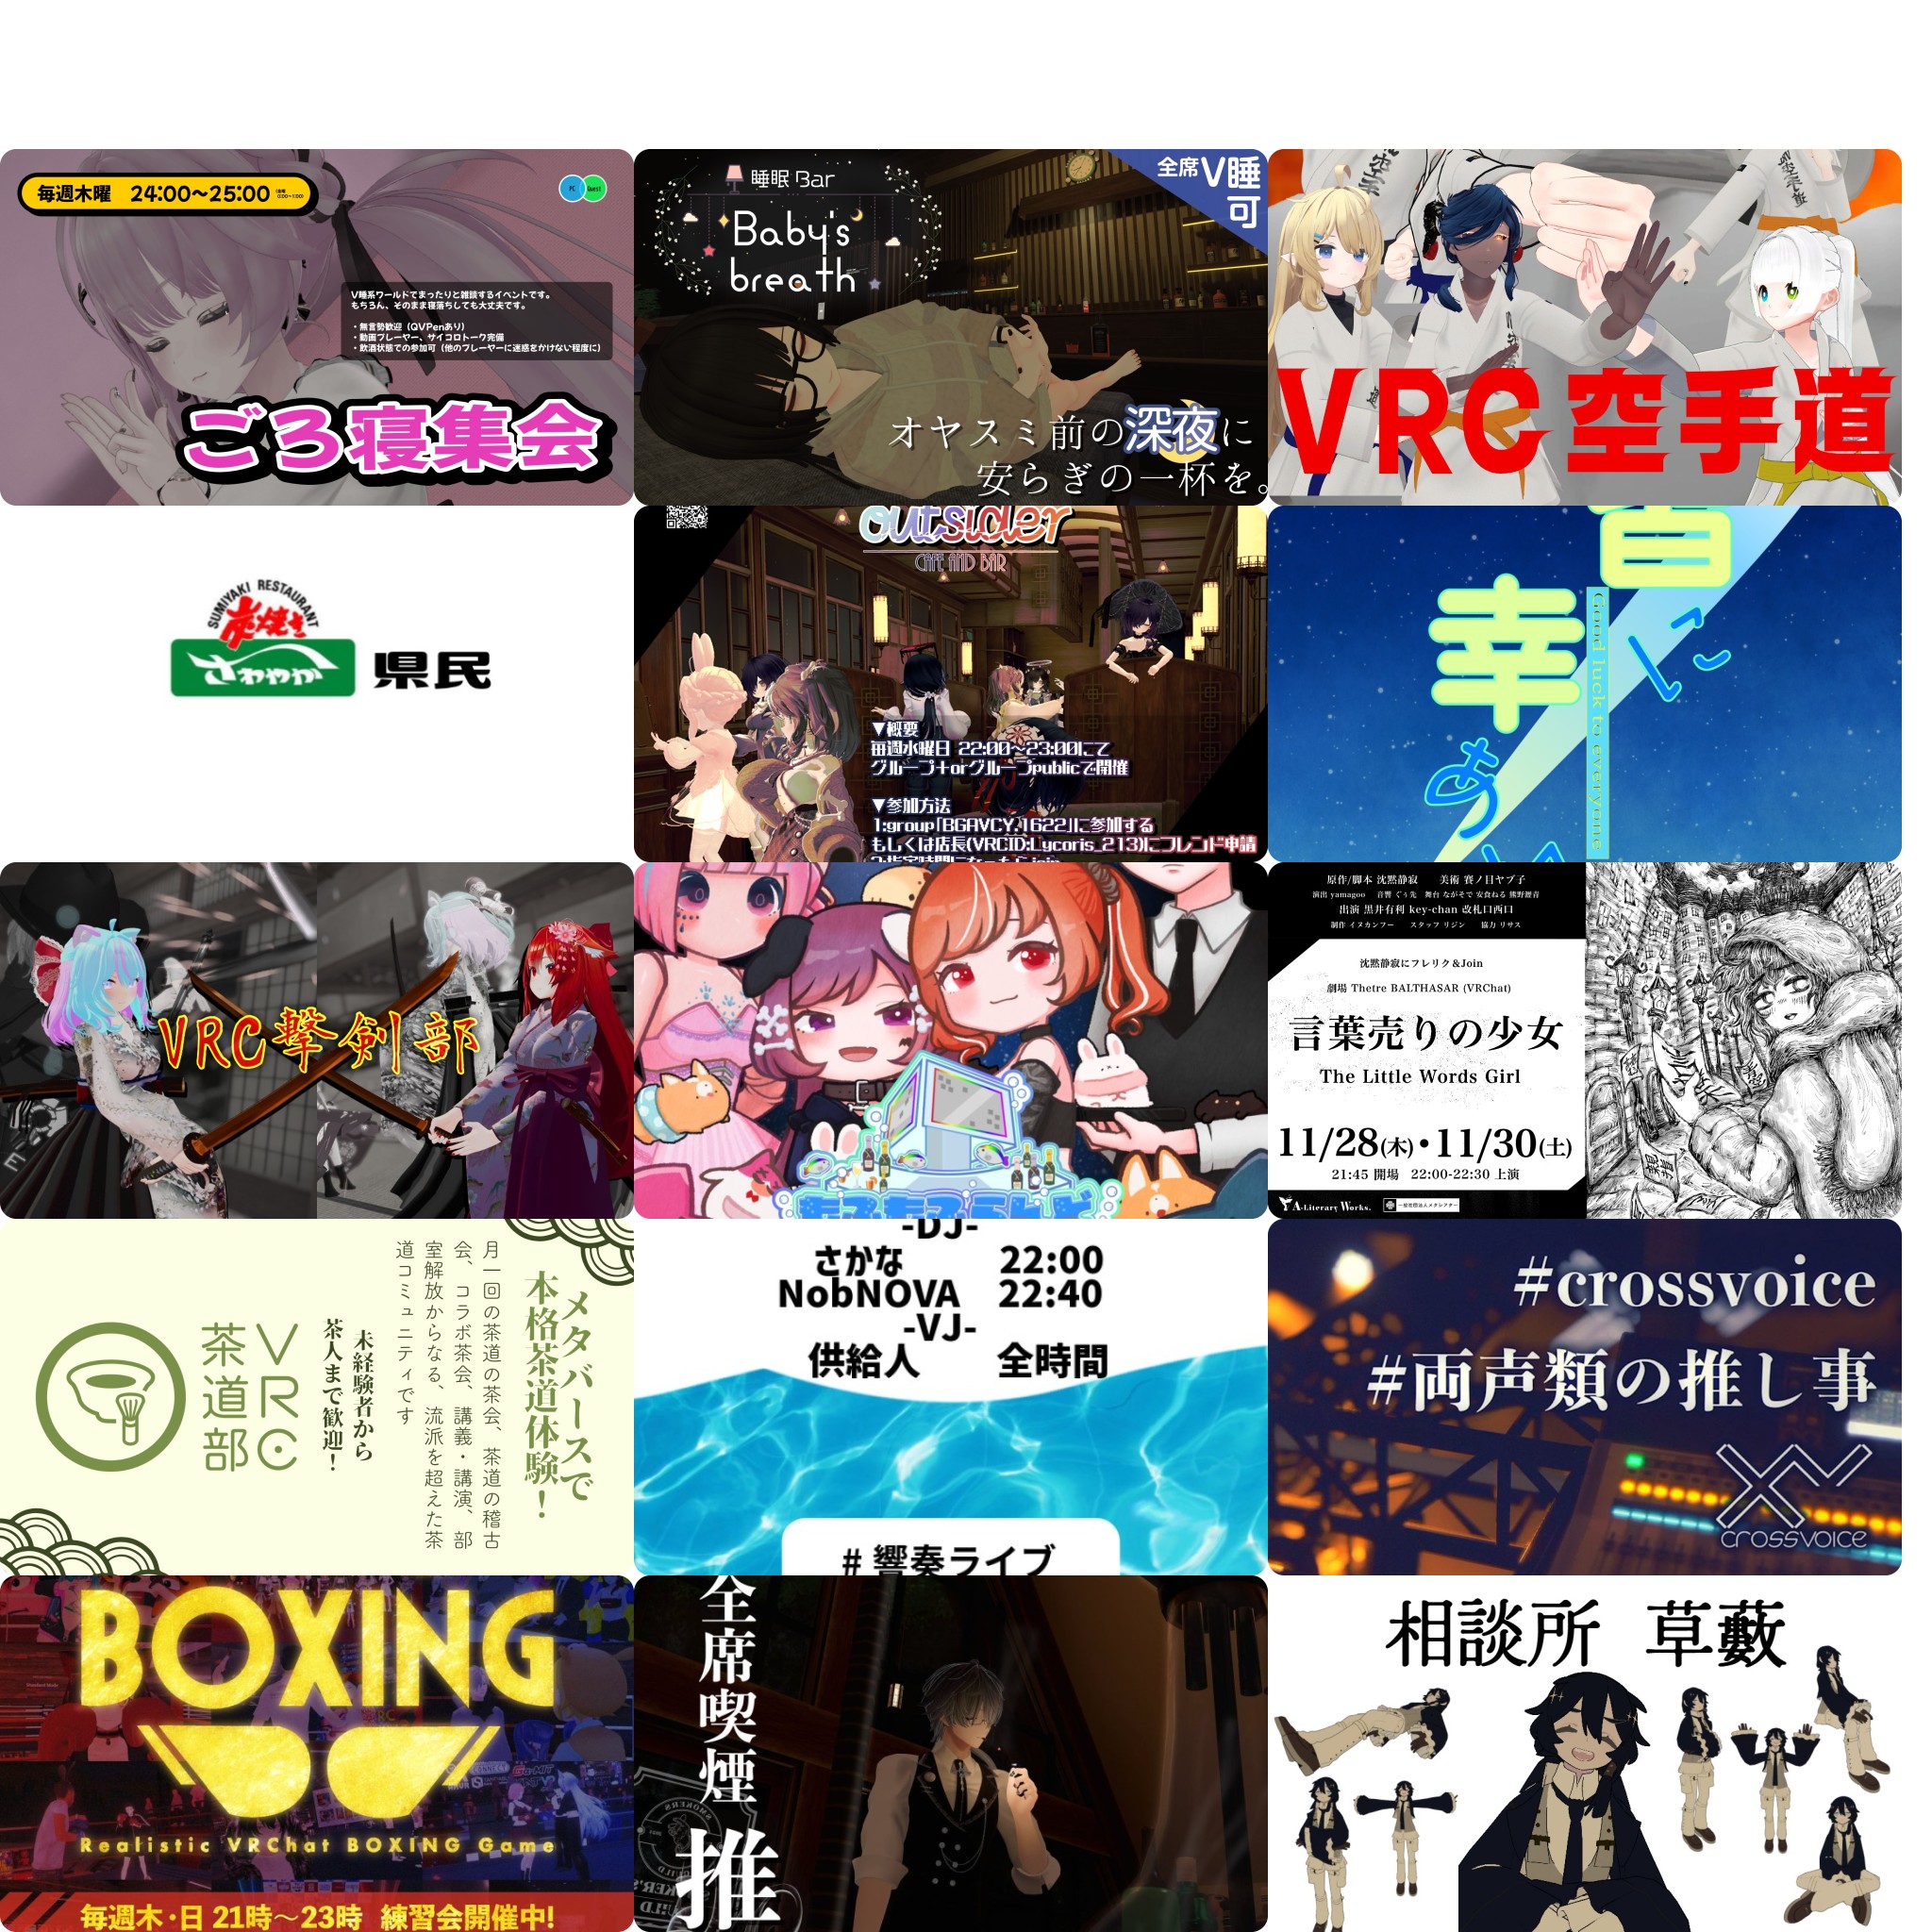 毎週木曜 24:00～25:00
PC
Quest
V睡系ワールドでまったりと雑談するイベントです。
もちろん、そのまま寝落ちしても大丈夫です。
・無言勢歓迎（QVPenあり）
・動画プレーヤー、サイコロトーク完備
・飲酒状態での参加可（他のプレーヤーに迷惑をかけない程度に）
ごろ寝集会
睡眠Bar
Baby's
breath
全席V睡
可
オヤスミ前の深夜に
安らぎの一杯を。
VRC空手道
SUMIYAKI RESTAURANT
炭焼き
さわやか
県民
outsider
CAFE AND BAR
▼概要
毎週水曜日 22:00～23:00にて
グループ+orグループpublicで開催
▼参加方法
1:group「BGAVCY.1622」に参加する
もしくは店長(VRCID:Lycoris_213)にフレンド申請
に
幸
あ
Good luck to everyone
VRC撃剣部
原作/脚本 沈黙静寂 美術 賽ノ日ヤブ子
演出 yamagoo 音響 ぐぅ先 舞台 ながそで 安食ねる 熊野歴音
出演 黒井有利 key-chan 改札口西口
制作 イヌカンフー スタッフ リジン 協力 リサス
沈黙静寂にフレリク＆Join
劇場 Thetre BALTHASAR (VRChat)
言葉売りの少女
The Little Words Girl
11/28(木)・11/30(土)
21:45 開場 22:00-22:30 上演
A-Literary Works.
メタバースで
本格茶道体験！
月一回の茶道の茶会、茶道の稽古
会、コラボ茶会、講義・講演、部
室解放からなる、流派を超えた茶
道コミュニティです
未経験者から
茶人まで歓迎！
VRC
茶道部
-DJ-
さかな 22:00
NobNOVA 22:40
-VJ-
供給人 全時間
# 響奏ライブ
#crossvoice
#両声類の推し事
crossvoice
BOXING
Realistic VRChat BOXING Game
毎週木・日 21時～23時 練習会開催中!
全席喫煙
推
相談所 草藪